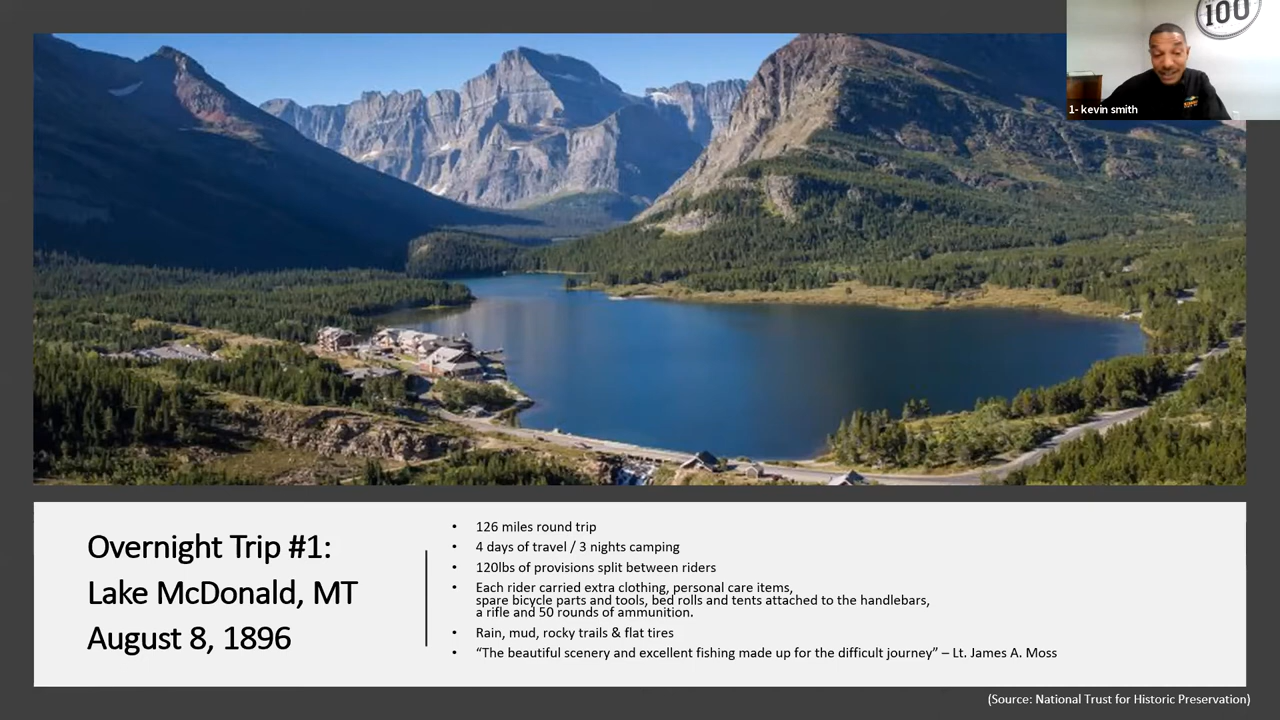 100
1- kevin smith
Overnight Trip #1:
Lake McDonald, MT
August 8, 1896
• 126 miles round trip
• 4 days of travel / 3 nights camping
• 120lbs of provisions split between riders
• Each rider carried extra clothing, personal care items,
spare bicycle parts and tools, bed rolls and tents attached to the handlebars,
a rifle and 50 rounds of ammunition.
• Rain, mud, rocky trails & flat tires
• “The beautiful scenery and excellent fishing made up for the difficult journey” – Lt. James A. Moss
(Source: National Trust for Historic Preservation)